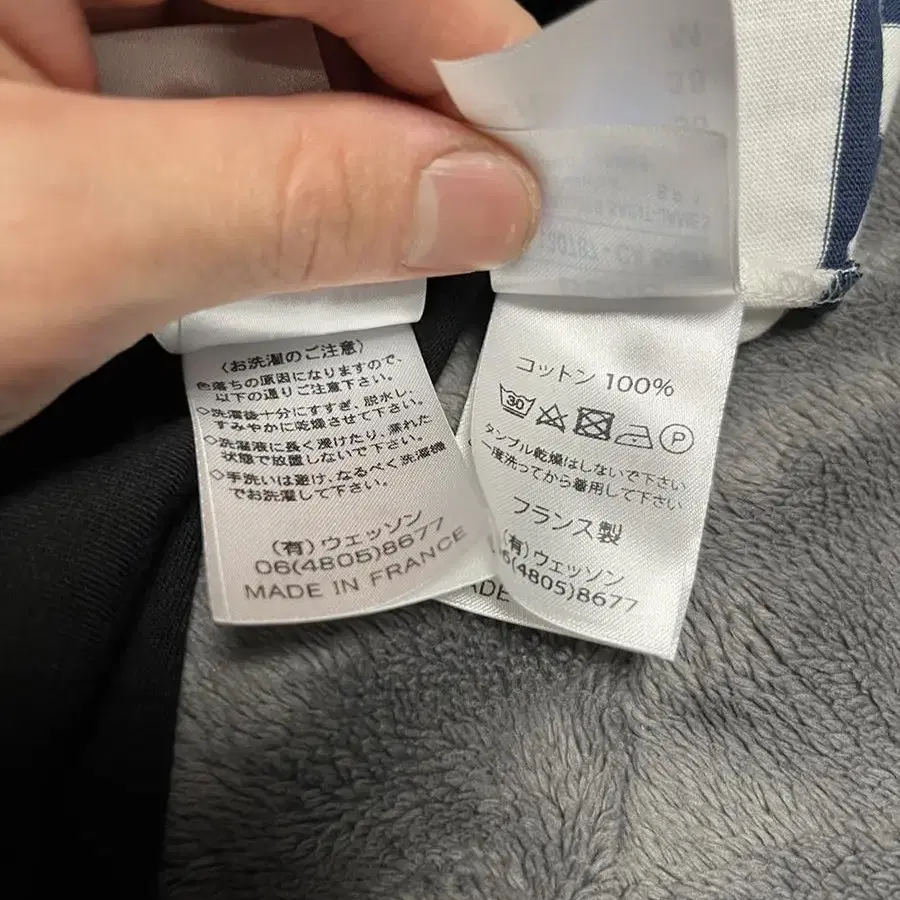 〈お洗濯のご注意〉
色落ちの原因になりますので、
以下の通りご注意下さい。
◇洗濯後十分にすすぎ、脱水し、
すみやかに乾燥させて下さい。
◇洗濯液に長く浸けたり、濡れた
状態で放置しないで下さい。
◇手洗いは避け、なるべく洗濯機
でお洗濯して下さい。
(有)ウェッソン
06(4805)8677
MADE IN FRANCE
コットン 100%
30
P
タンブル乾燥はしないで下さい
一度洗ってから着用して下さい
フランス製
(有)ウェッソン
06(4805)8677